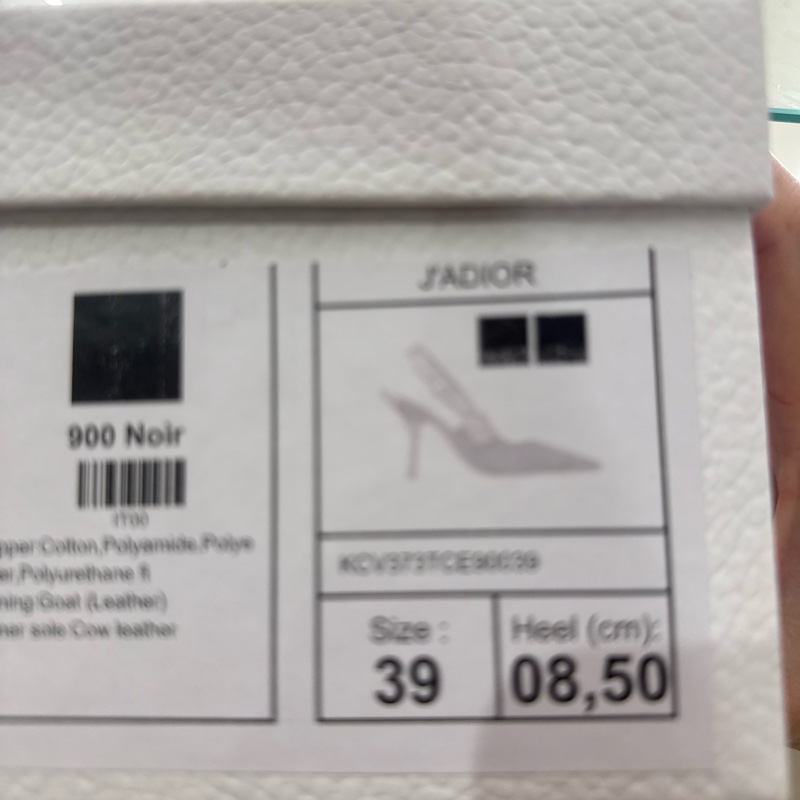 900 Noir
pper:Cotton,Polyamide,Polye
er,Polyurethane fi
ning:Goat (Leather)
ner sole:Cow leather
J'ADIOR
Size :
39
Heel (cm):
08,50